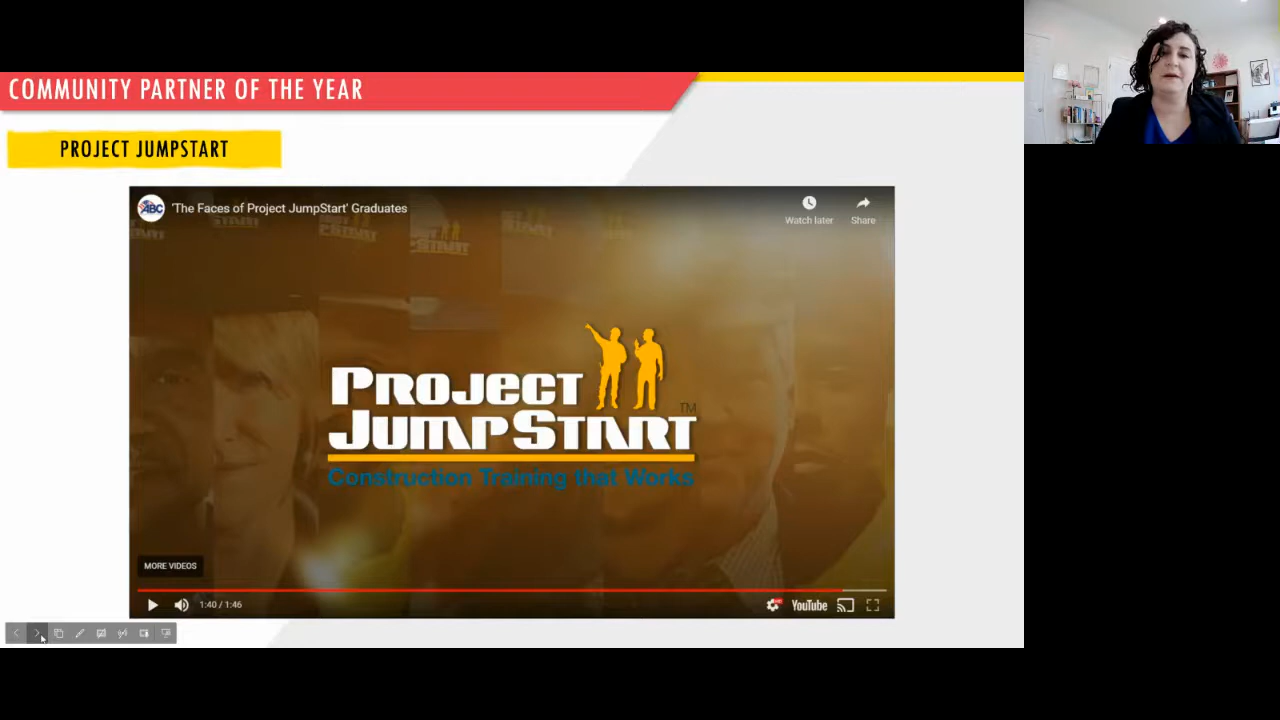 COMMUNITY PARTNER OF THE YEAR
PROJECT JUMPSTART
ABC
'The Faces of Project JumpStart' Graduates
Watch later
Share
PROJECT
JUMPSTART
TM
Construction Training that Works
MORE VIDEOS
1:40 / 1:46
YouTube